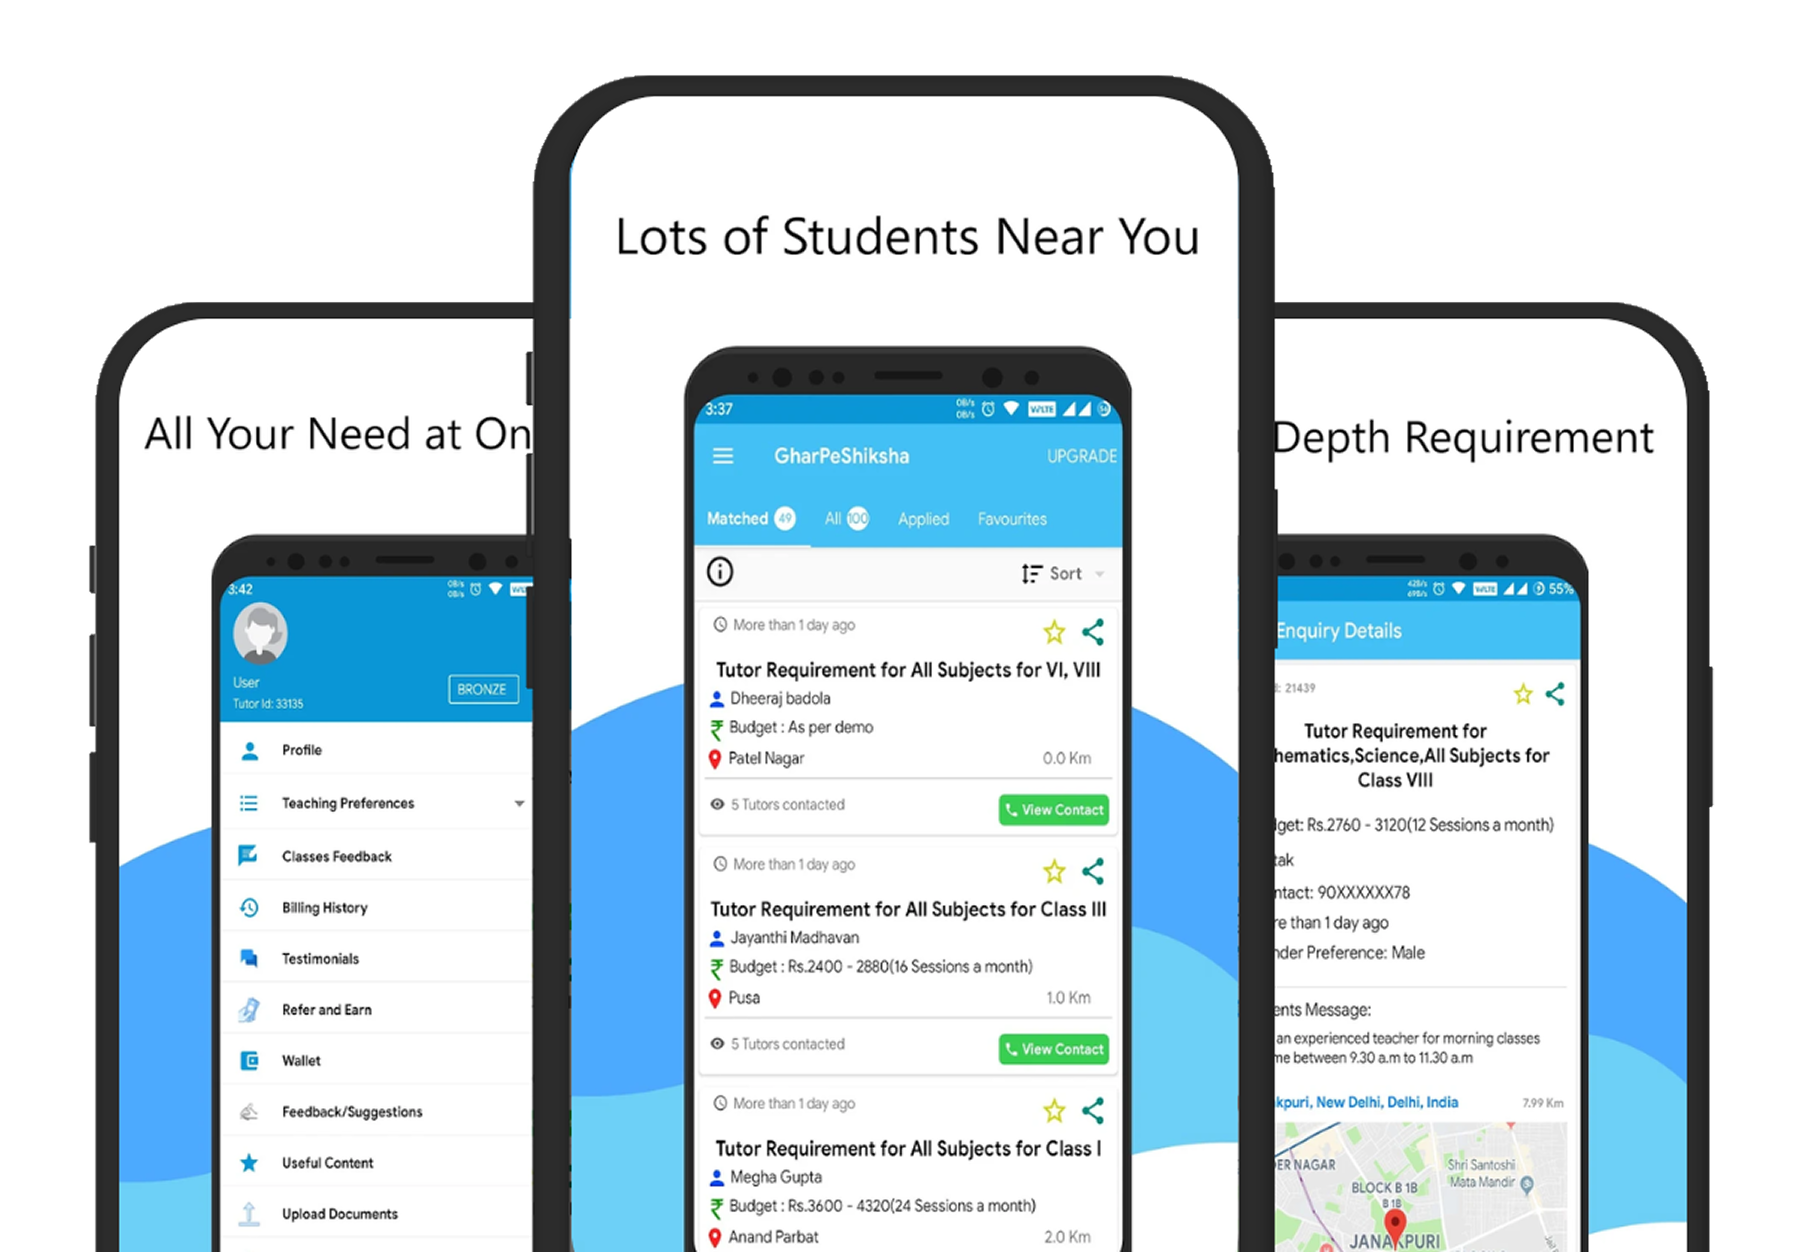 Lots of Students Near You
All Your Need at On
Depth Requirement
3:42
0B/s
0B/s
User
Tutor Id: 33135
BRONZE
Profile
Teaching Preferences
Classes Feedback
Billing History
Testimonials
Refer and Earn
Wallet
Feedback/Suggestions
Useful Content
Upload Documents
3:37
0B/s
0B/s
VoLTE
GharPeShiksha
UPGRADE
Matched 49
All 100
Applied
Favourites
Sort
More than 1 day ago
Tutor Requirement for All Subjects for VI, VIII
Dheeraj badola
₹ Budget : As per demo
Patel Nagar
0.0 Km
5 Tutors contacted
View Contact
More than 1 day ago
Tutor Requirement for All Subjects for Class III
Jayanthi Madhavan
₹ Budget : Rs.2400 - 2880(16 Sessions a month)
Pusa
1.0 Km
5 Tutors contacted
View Contact
More than 1 day ago
Tutor Requirement for All Subjects for Class I
Megha Gupta
₹ Budget : Rs.3600 - 4320(24 Sessions a month)
Anand Parbat
2.0 Km
VoLTE
55%
Enquiry Details
d: 21439
Tutor Requirement for
hematics,Science,All Subjects for
Class VIII
dget: Rs.2760 - 3120(12 Sessions a month)
tak
ntact: 90XXXXXX78
re than 1 day ago
nder Preference: Male
ents Message:
an experienced teacher for morning classes
me between 9.30 a.m to 11.30 a.m
kpuri, New Delhi, Delhi, India
7.99 Km
ER NAGAR
Shri Santoshi
Mata Mandir
BLOCK B 1B
B 1B
JANAKPURI